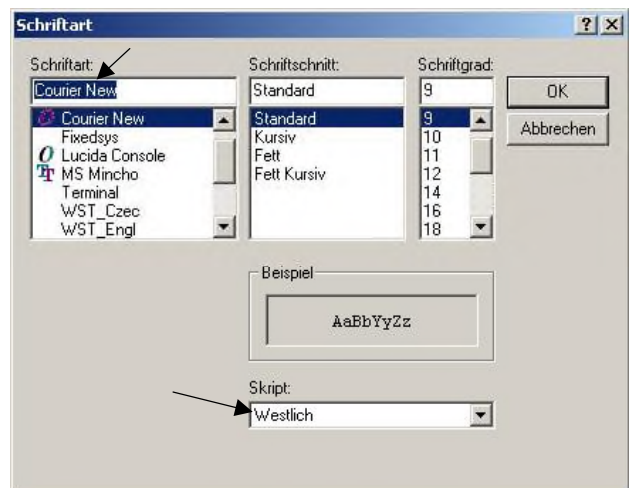 Schriftart
Schriftart:
Courier New
Courier New
Fixedsys
Lucida Console
MS Mincho
Terminal
WST_Czec
WST_Engl
Schriftschnitt:
Standard
Standard
Kursiv
Fett
Fett Kursiv
Schriftgrad:
9
9
10
11
12
14
16
18
OK
Abbrechen
Beispiel
AaBbYyZz
Skript:
Westlich